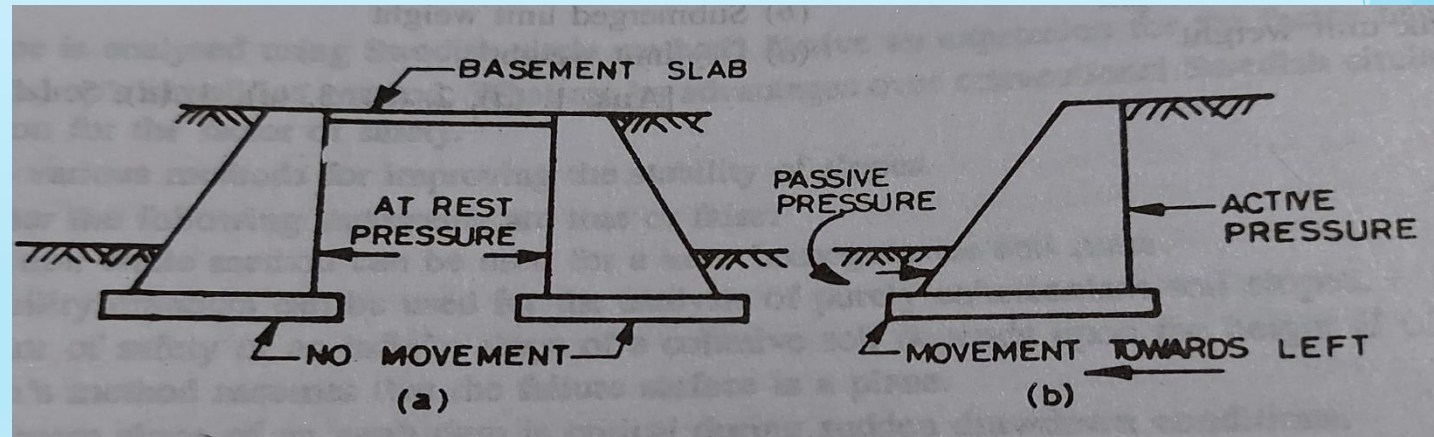 BASEMENT SLAB
AT REST
PRESSURE
NO MOVEMENT
(a)
PASSIVE
PRESSURE
ACTIVE
PRESSURE
MOVEMENT TOWARDS LEFT
(b)